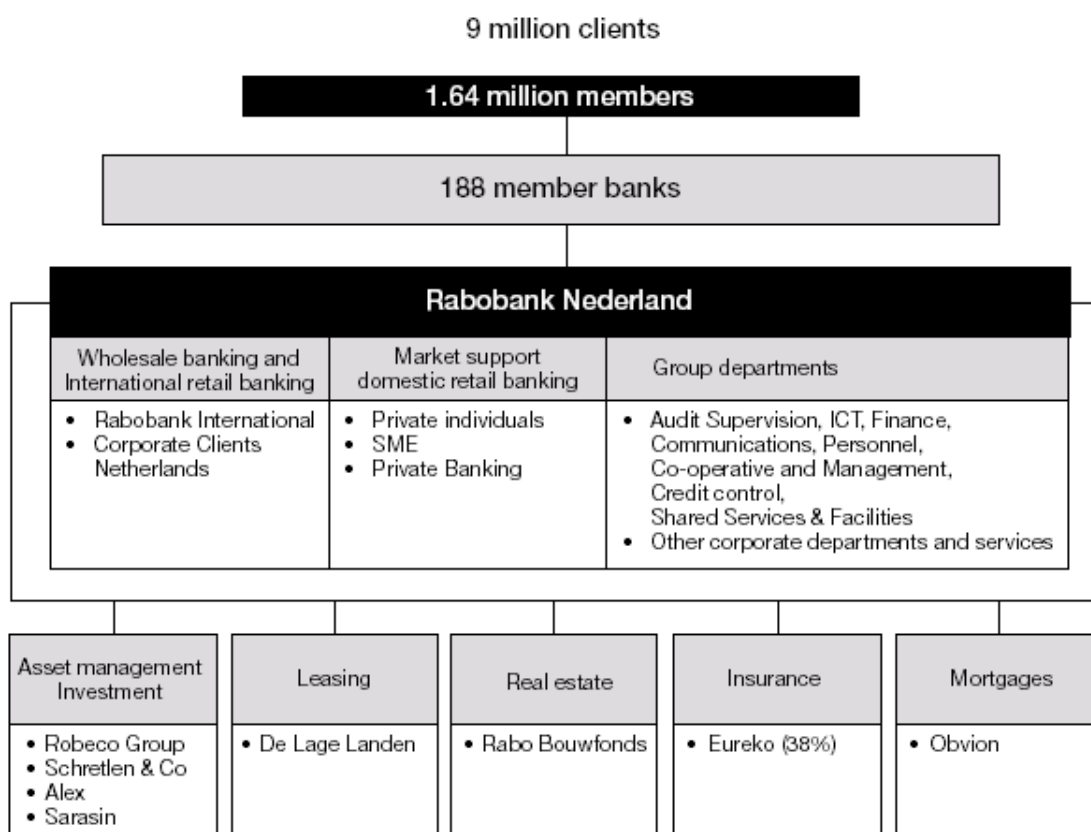 9 million clients
1.64 million members
188 member banks
Rabobank Nederland
Wholesale banking and
International retail banking
• Rabobank International
• Corporate Clients
Netherlands
Market support
domestic retail banking
• Private individuals
• SME
• Private Banking
Group departments
• Audit Supervision, ICT, Finance,
Communications, Personnel,
Co-operative and Management,
Credit control,
Shared Services & Facilities
• Other corporate departments and services
Asset management
Investment
• Robeco Group
• Schretlen & Co
• Alex
• Sarasin
Leasing
• De Lage Landen
Real estate
• Rabo Bouwfonds
Insurance
• Eureko (38%)
Mortgages
• Obvion